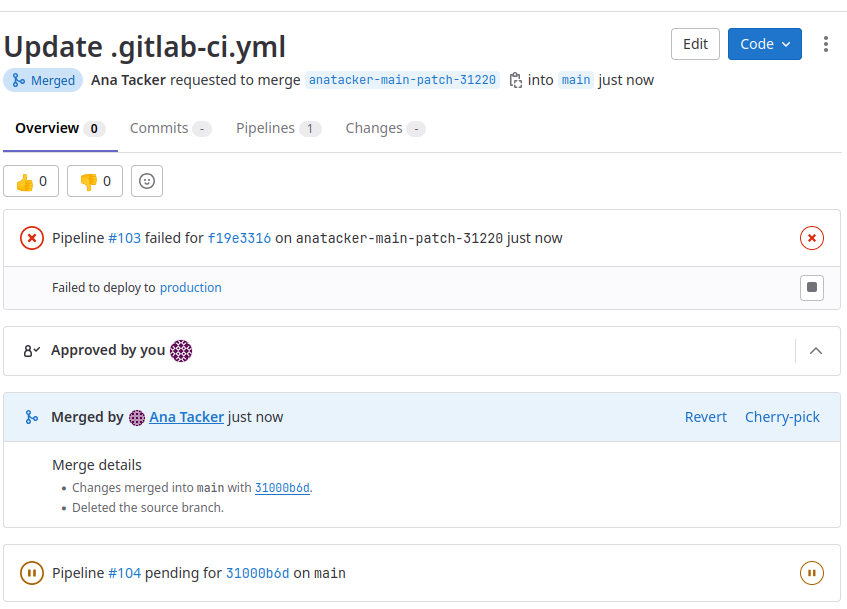 Update .gitlab-ci.yml
Edit
Code
Merged Ana Tacker requested to merge anatacker-main-patch-31220 into main just now
Overview 0 Commits - Pipelines 1 Changes -
0 0
Pipeline #103 failed for f19e3316 on anatacker-main-patch-31220 just now
Failed to deploy to production
Approved by you
Merged by Ana Tacker just now
Revert Cherry-pick
Merge details
• Changes merged into main with 31000b6d.
• Deleted the source branch.
Pipeline #104 pending for 31000b6d on main